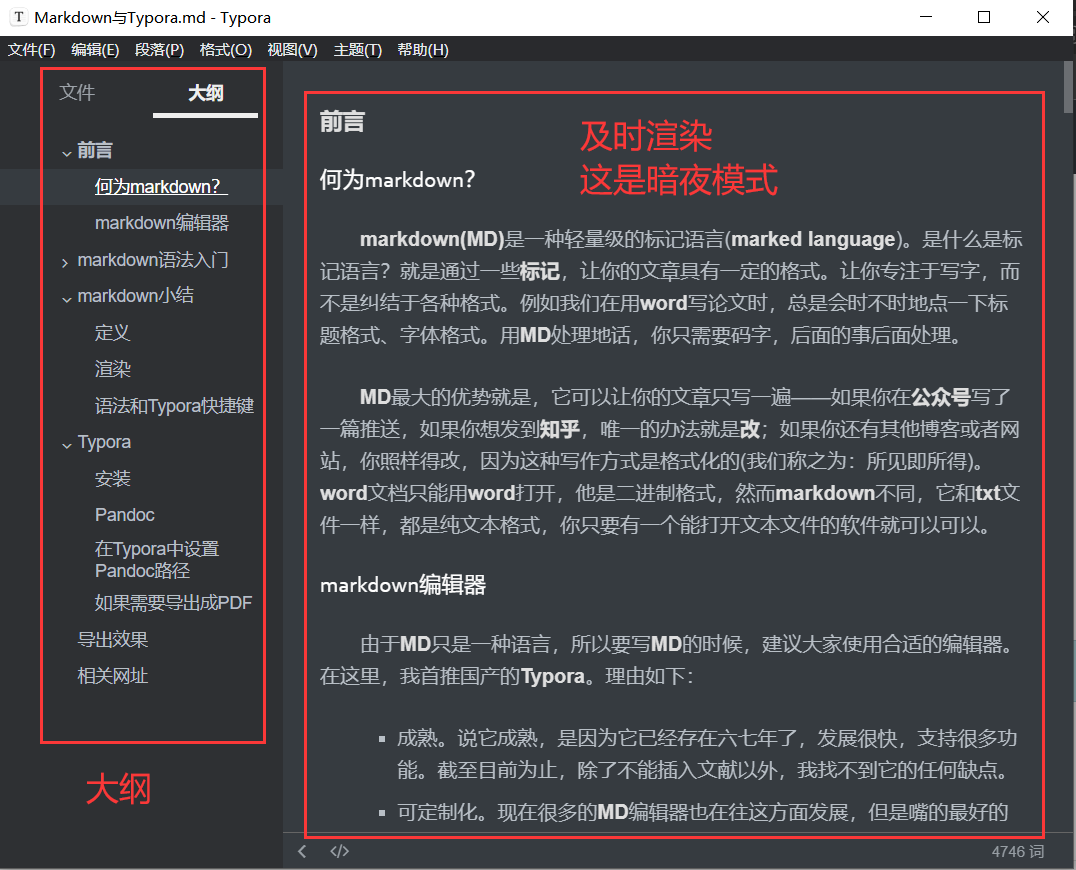 T Markdown与Typora.md - Typora
文件(F) 编辑(E) 段落(P) 格式(O) 视图(V) 主题(T) 帮助(H)
文件 大纲
前言
何为markdown？
markdown编辑器
markdown语法入门
markdown小结
定义
渲染
语法和Typora快捷键
Typora
安装
Pandoc
在Typora中设置
Pandoc路径
如果需要导出成PDF
导出效果
相关网址
大纲
前言
及时渲染
这是暗夜模式
何为markdown？
markdown(MD)是一种轻量级的标记语言(marked language)。是什么是标
记语言？就是通过一些标记，让你的文章具有一定的格式。让你专注于写字，而
不是纠结于各种格式。例如我们在用word写论文时，总是会时不时地点一下标
题格式、字体格式。用MD处理地话，你只需要码字，后面的事后面处理。
MD最大的优势就是，它可以让你的文章只写一遍——如果你在公众号写了
一篇推送，如果你想发到知乎，唯一的办法就是改；如果你还有其他博客或者网
站，你照样得改，因为这种写作方式是格式化的(我们称之为：所见即所得)。
word文档只能用word打开，他是二进制格式，然而markdown不同，它和txt文
件一样，都是纯文本格式，你只要有一个能打开文本文件的软件就可以可以。
markdown编辑器
由于MD只是一种语言，所以要写MD的时候，建议大家使用合适的编辑器。
在这里，我首推国产的Typora。理由如下：
成熟。说它成熟，是因为它已经存在六七年了，发展很快，支持很多功
能。截至目前为止，除了不能插入文献以外，我找不到它的任何缺点。
可定制化。现在很多的MD编辑器也在往这方面发展，但是嘴的最好的
</> 4746 词